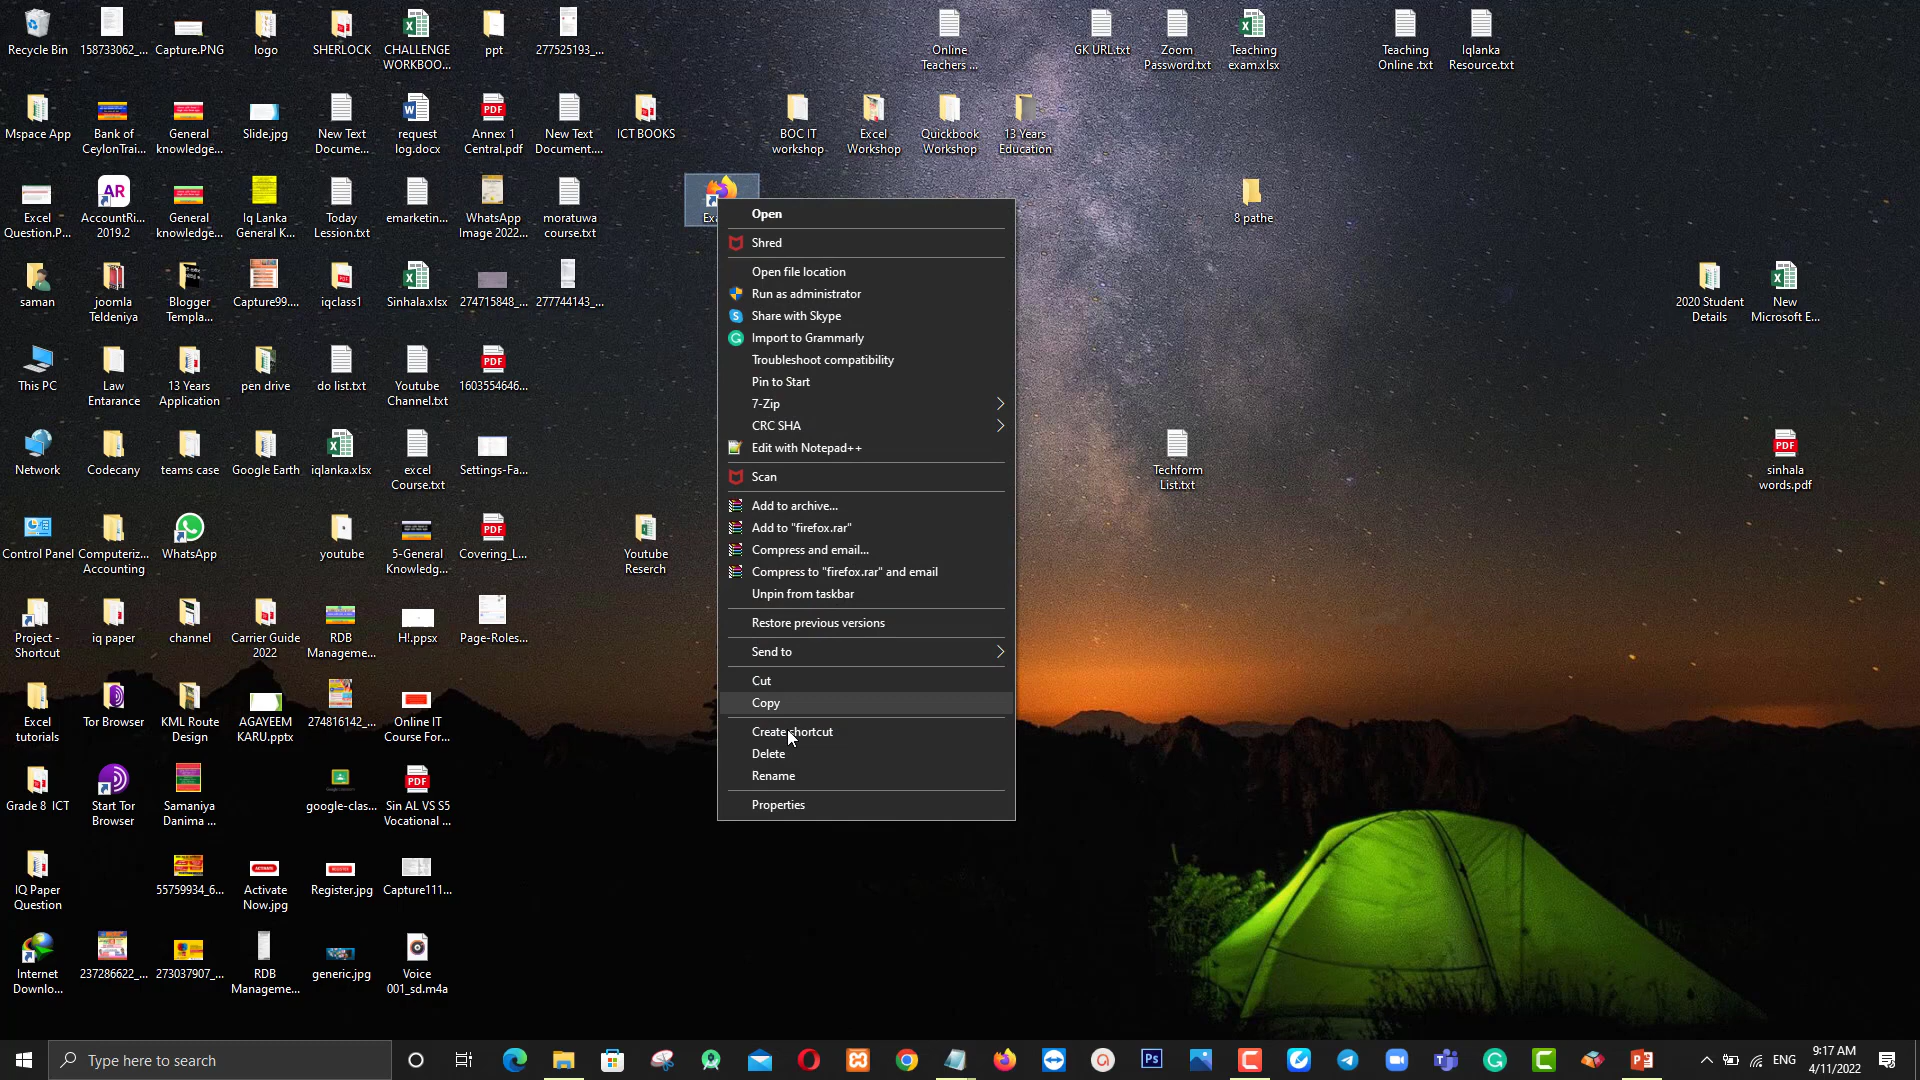 Recycle Bin
158733062_...
Capture.PNG
logo
SHERLOCK
CHALLENGE
WORKBOO...
ppt
277525193_...
Online
Teachers ...
GK URL.txt
Zoom
Password.txt
Teaching
exam.xlsx
Teaching
Online .txt
Iqlanka
Resource.txt
Mspace App
Bank of
CeylonTrai...
General
knowledge...
Slide.jpg
New Text
Docume...
request
log.docx
Annex 1
Central.pdf
New Text
Document....
ICT BOOKS
BOC IT
workshop
Excel
Workshop
Quickbook
Workshop
13 Years
Education
Excel
Question.P...
AR
AccountRi...
2019.2
General
knowledge...
Iq Lanka
General K...
Today
Lession.txt
emarketin...
WhatsApp
Image 2022...
moratuwa
course.txt
8 pathe
saman
joomla
Teldeniya
Blogger
Templa...
Capture99....
iqclass1
Sinhala.xlsx
274715848_...
277744143_...
2020 Student
Details
New
Microsoft E...
This PC
Law
Entarance
13 Years
Application
pen drive
do list.txt
Youtube
Channel.txt
PDF
1603554646...
Network
Codecany
teams case
Google Earth
iqlanka.xlsx
excel
Course.txt
Settings-Fa...
Techform
List.txt
PDF
sinhala
words.pdf
Control Panel
Computeriz...
Accounting
WhatsApp
youtube
5-General
Knowledg...
PDF
Covering_L...
Youtube
Reserch
Project -
Shortcut
iq paper
channel
Carrier Guide
2022
RDB
Manageme...
H!.ppsx
Page-Roles...
Excel
tutorials
Tor Browser
KML Route
Design
AGAYEEM
KARU.pptx
274816142_...
Online IT
Course For...
Grade 8 ICT
Start Tor
Browser
Samaniya
Danima ...
google-clas...
PDF
Sin AL VS S5
Vocational ...
IQ Paper
Question
55759934_6...
Activate
Now.jpg
Register.jpg
Capture111...
Internet
Downlo...
237286622_...
273037907_...
RDB
Manageme...
generic.jpg
Voice
001_sd.m4a
Open
Shred
Open file location
Run as administrator
Share with Skype
Import to Grammarly
Troubleshoot compatibility
Pin to Start
7-Zip
CRC SHA
Edit with Notepad++
Scan
Add to archive...
Add to "firefox.rar"
Compress and email...
Compress to "firefox.rar" and email
Unpin from taskbar
Restore previous versions
Send to
Cut
Copy
Create shortcut
Delete
Rename
Properties
Type here to search
Ps
ENG
9:17 AM
4/11/2022